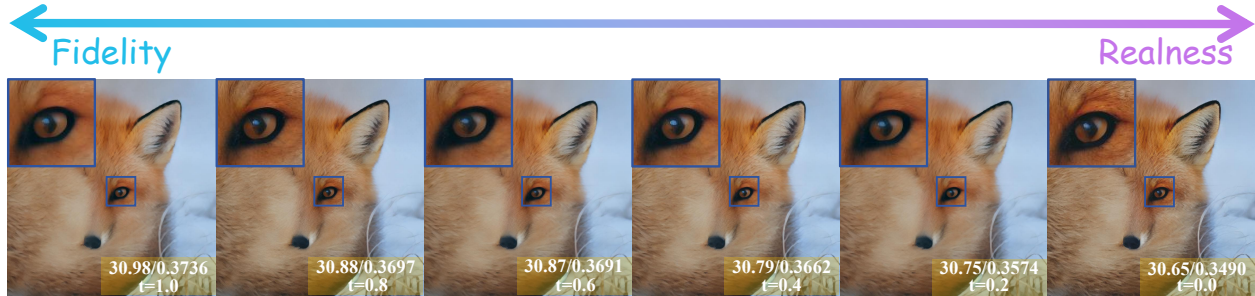 Fidelity
Realness
30.98/0.3736
t=1.0
30.88/0.3697
t=0.8
30.87/0.3691
t=0.6
30.79/0.3662
t=0.4
30.75/0.3574
t=0.2
30.65/0.3490
t=0.0